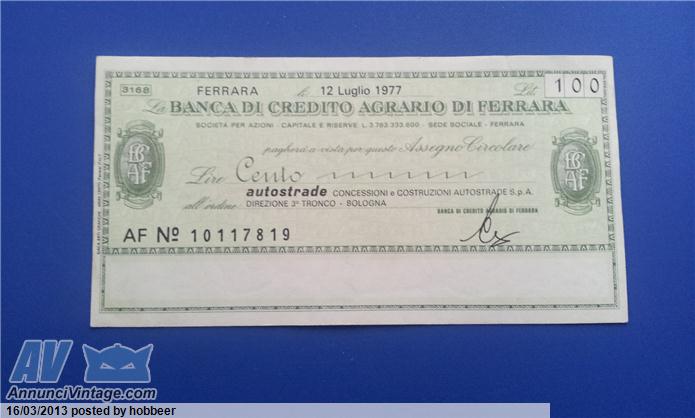 3168 FERRARA li 12 Luglio 1977 Lit. 100
La BANCA DI CREDITO AGRARIO DI FERRARA
SOCIETÀ PER AZIONI - CAPITALE E RISERVE L. 3.783.333.600 - SEDE SOCIALE - FERRARA
pagherà a vista per questo Assegno Circolare
Lire Cento
autostrade CONCESSIONI e COSTRUZIONI AUTOSTRADE S.p.A.
all'ordine DIREZIONE 3° TRONCO - BOLOGNA
BANCA DI CREDITO AGRARIO DI FERRARA
AF Nº 10117819
AV
AnnunciVintage.com
16/03/2013 posted by hobbeer